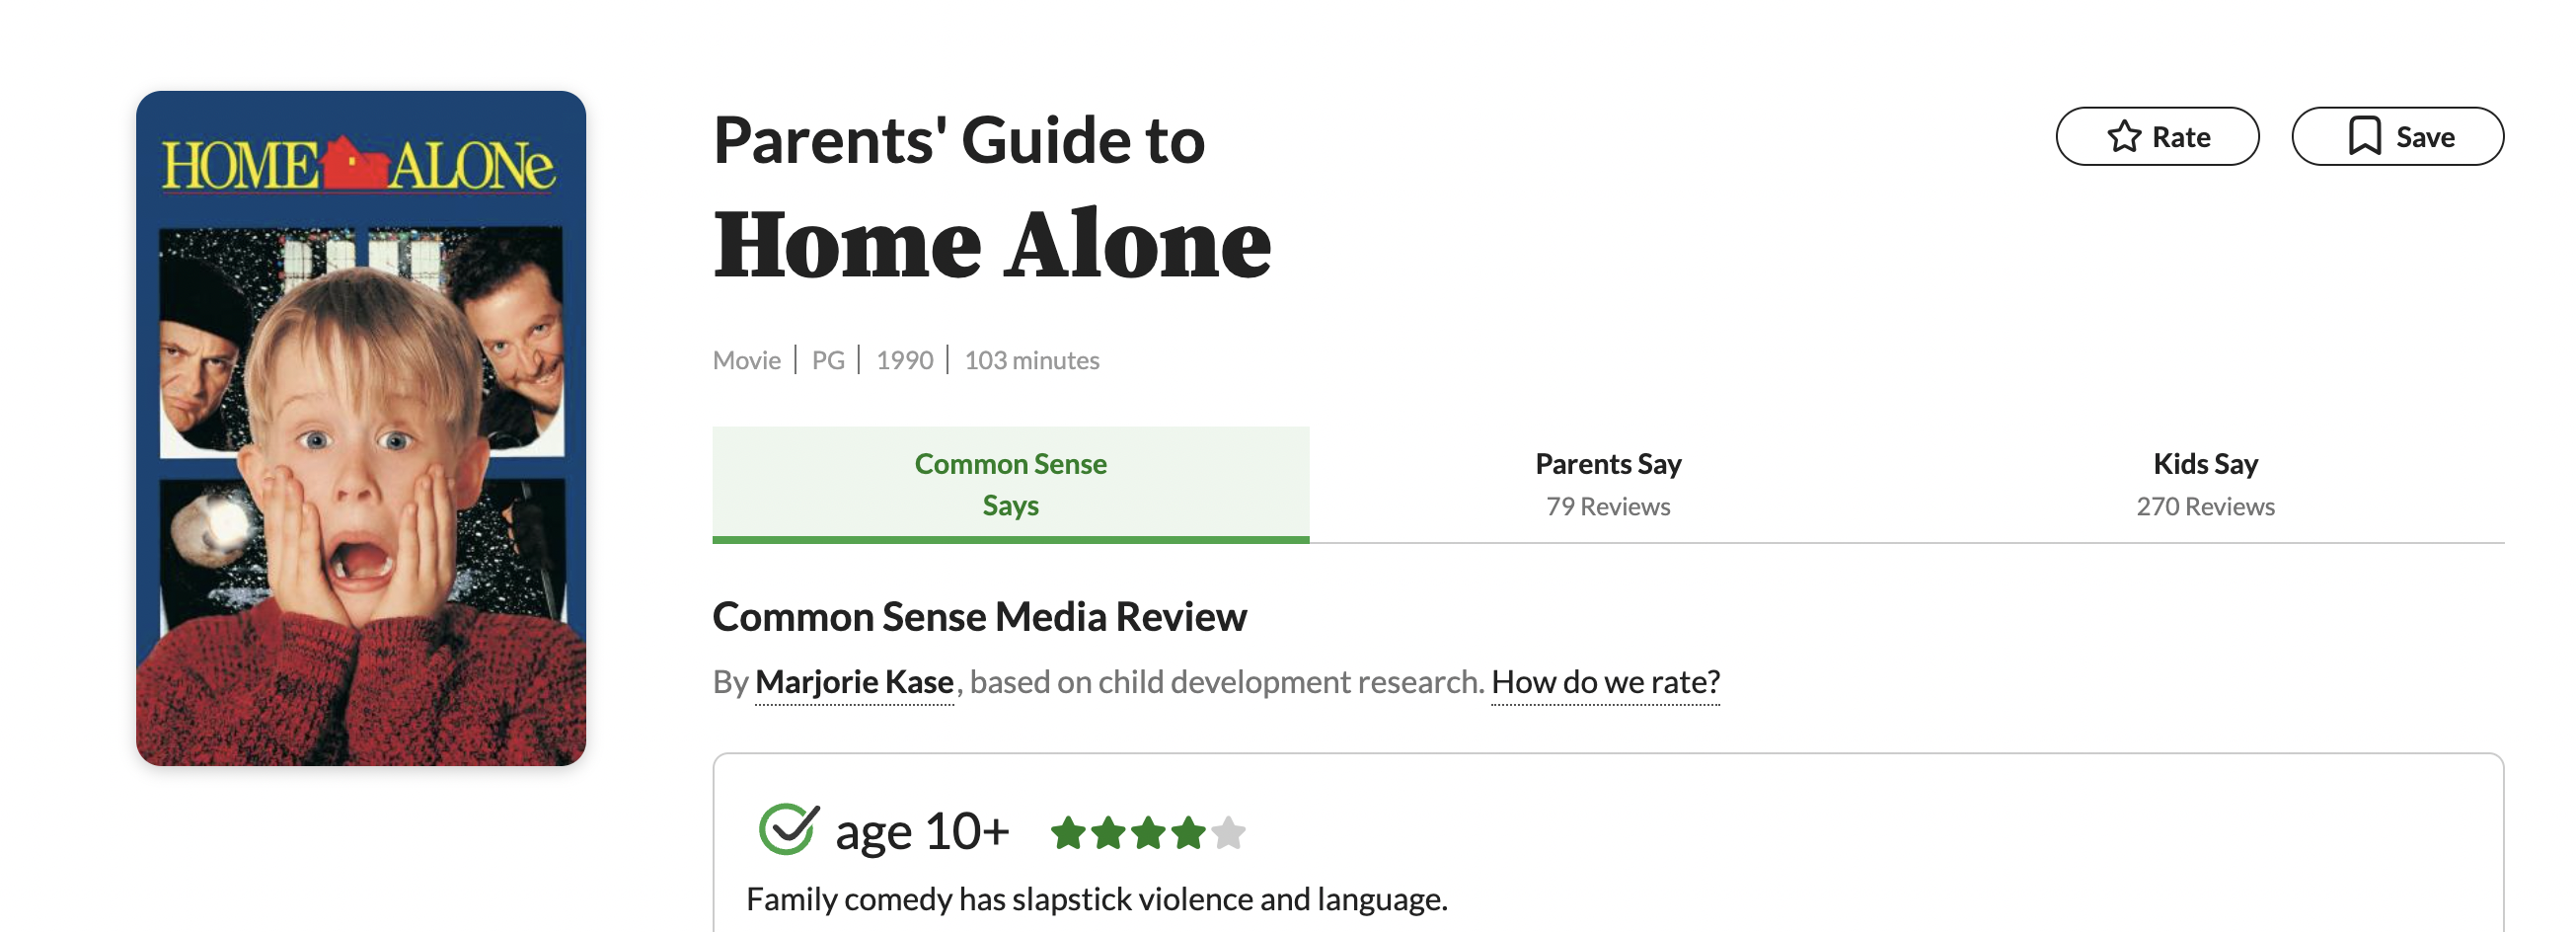 HOME ALONe
Parents' Guide to
Home Alone
Rate
Save
Movie | PG | 1990 | 103 minutes
Common Sense
Says
Parents Say
79 Reviews
Kids Say
270 Reviews
Common Sense Media Review
By Marjorie Kase, based on child development research. How do we rate?
age 10+
Family comedy has slapstick violence and language.